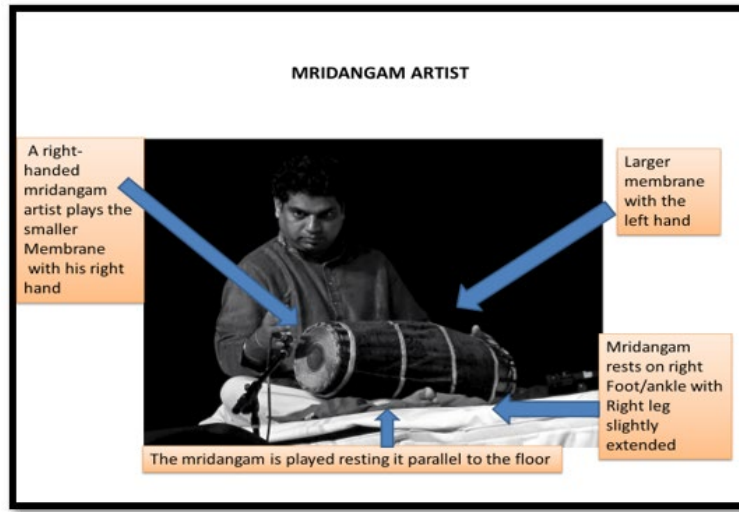 MRIDANGAM ARTIST
A right-
handed
mridangam
artist plays the
smaller
Membrane
with his right
hand
Larger
membrane
with the
left hand
Mridangam
rests on right
Foot/ankle with
Right leg
slightly
extended
The mridangam is played resting it parallel to the floor